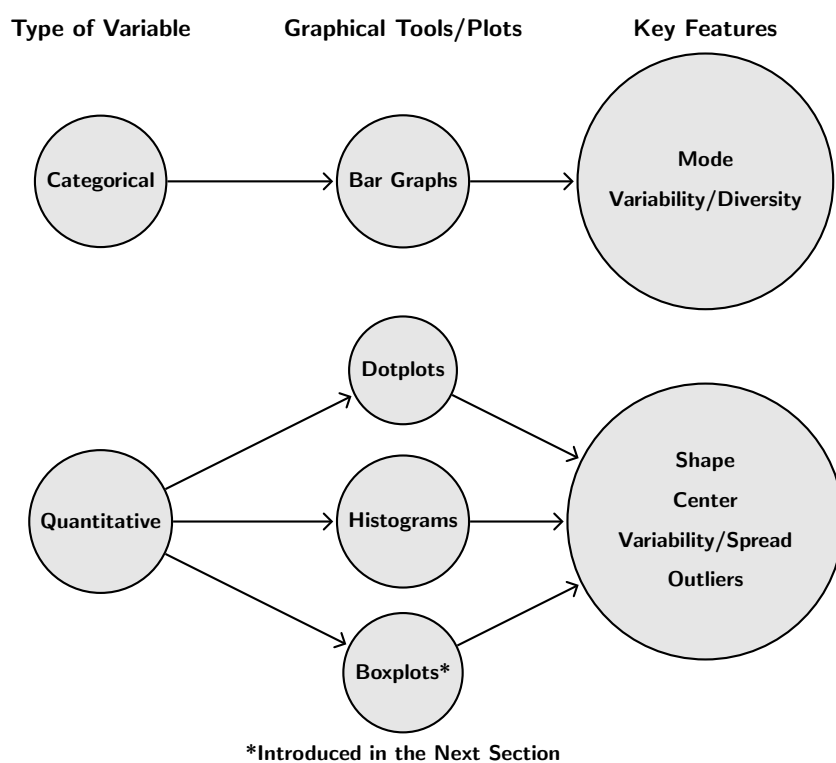 Type of Variable
Graphical Tools/Plots
Key Features
Categorical
Bar Graphs
Mode
Variability/Diversity
Quantitative
Dotplots
Histograms
Boxplots*
Shape
Center
Variability/Spread
Outliers
*Introduced in the Next Section